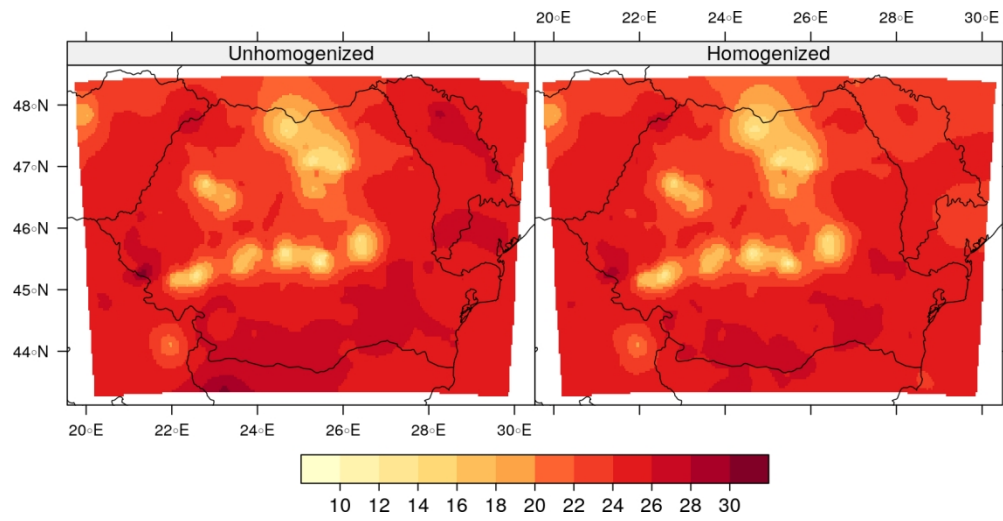 20◦E 22◦E 24◦E 26◦E 28◦E 30◦E
Unhomogenized Homogenized
48◦N
47◦N
46◦N
45◦N
44◦N
20◦E 22◦E 24◦E 26◦E 28◦E 30◦E
10 12 14 16 18 20 22 24 26 28 30